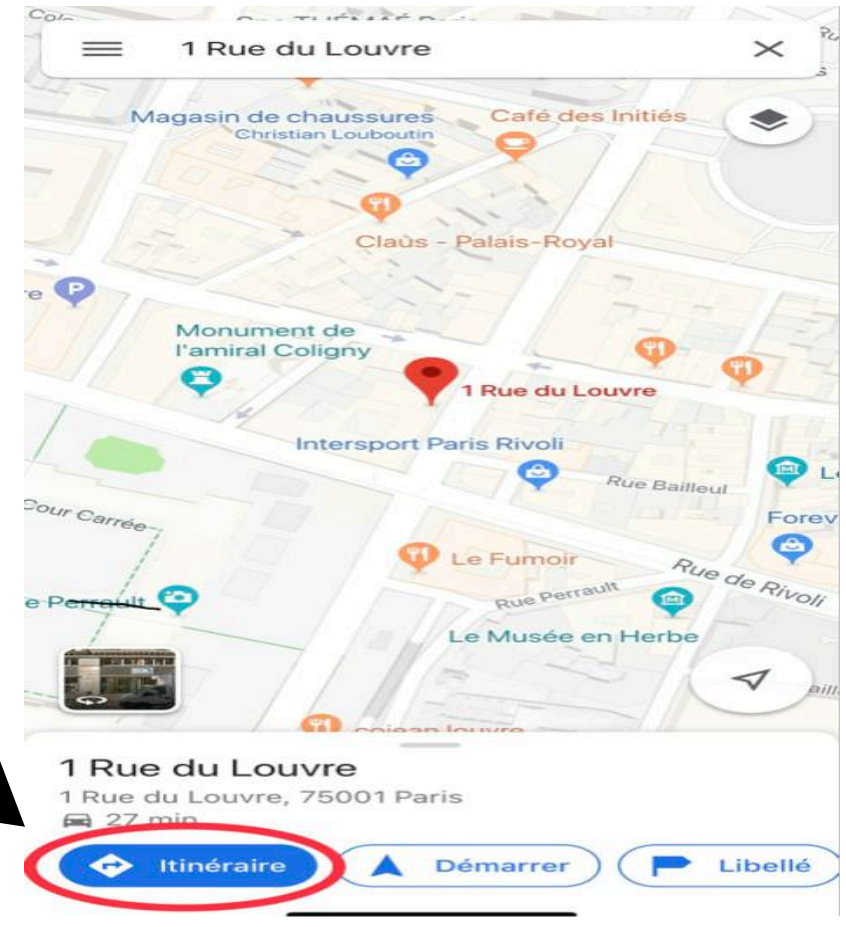 1 Rue du Louvre
Magasin de chaussures
Christian Louboutin
Café des Initiés
Claüs - Palais-Royal
P
Monument de
l'amiral Coligny
1 Rue du Louvre
Intersport Paris Rivoli
Rue Bailleul
Cour Carrée
Forev
Le Fumoir
Rue de Rivoli
e Perrault
Rue Perrault
Le Musée en Herbe
cojean louvre
1 Rue du Louvre
1 Rue du Louvre, 75001 Paris
27 min
Itinéraire
Démarrer
Libellé